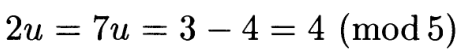 2u = 7u = 3 − 4 = 4 (mod 5)